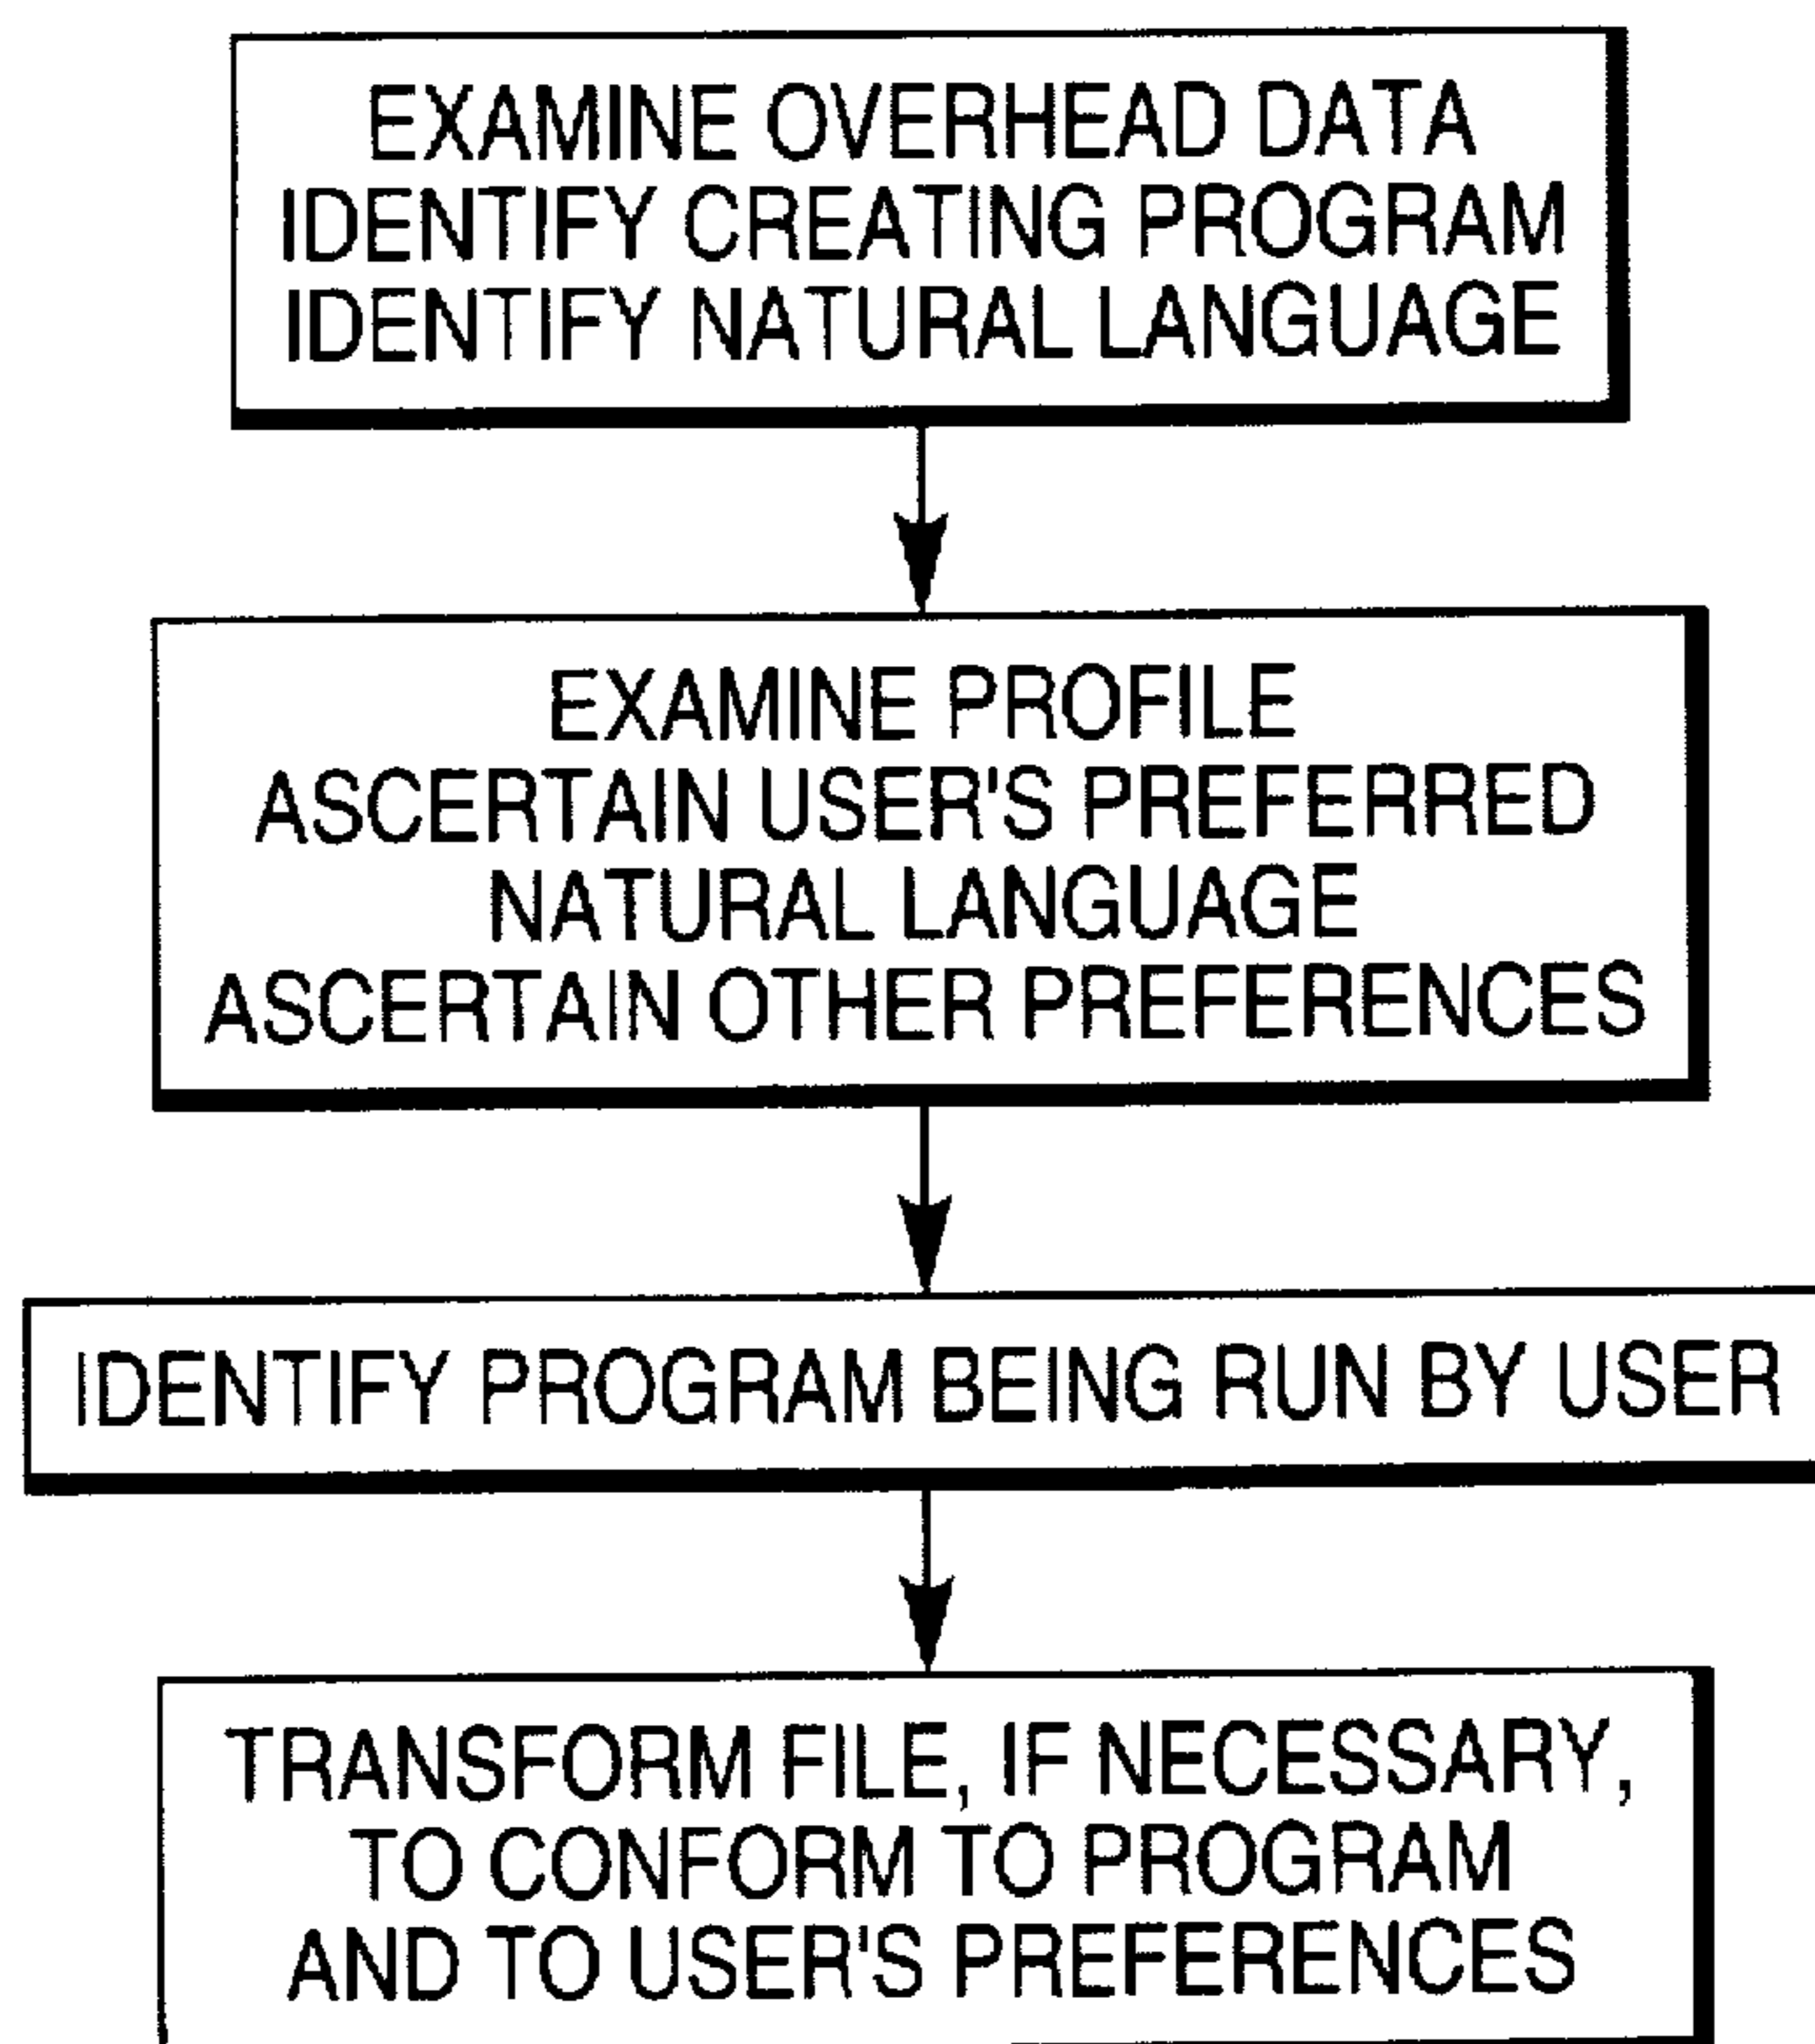 EXAMINE OVERHEAD DATA
IDENTIFY CREATING PROGRAM
IDENTIFY NATURAL LANGUAGE
EXAMINE PROFILE
ASCERTAIN USER'S PREFERRED
NATURAL LANGUAGE
ASCERTAIN OTHER PREFERENCES
IDENTIFY PROGRAM BEING RUN BY USER
TRANSFORM FILE, IF NECESSARY,
TO CONFORM TO PROGRAM
AND TO USER'S PREFERENCES